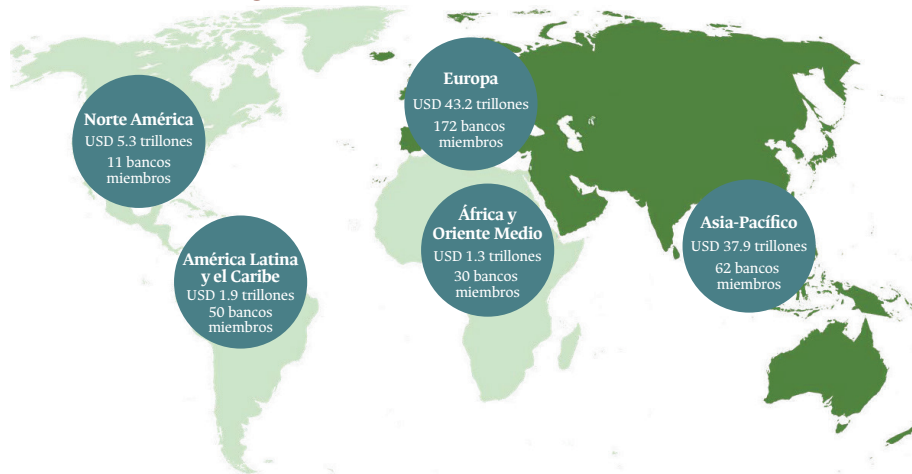 Norte América
USD 5.3 trillones
11 bancos
miembros
Europa
USD 43.2 trillones
172 bancos
miembros
América Latina
y el Caribe
USD 1.9 trillones
50 bancos
miembros
África y
Oriente Medio
USD 1.3 trillones
30 bancos
miembros
Asia-Pacífico
USD 37.9 trillones
62 bancos
miembros